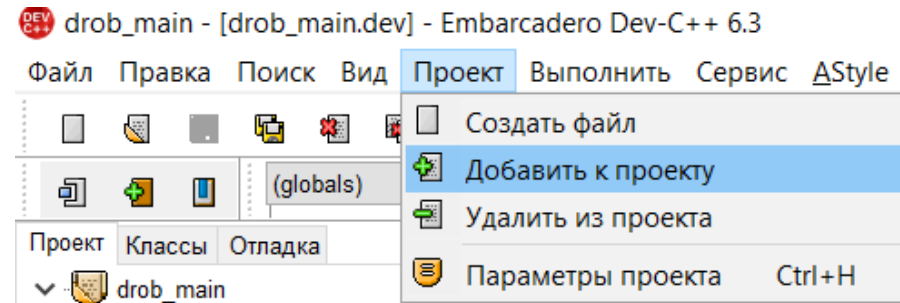 DEV C++ drob_main - [drob_main.dev] - Embarcadero Dev-C++ 6.3
Файл Правка Поиск Вид Проект Выполнить Сервис AStyle
Создать файл
Добавить к проекту
(globals)
Удалить из проекта
Проект Классы Отладка
Параметры проекта Ctrl+H
drob_main